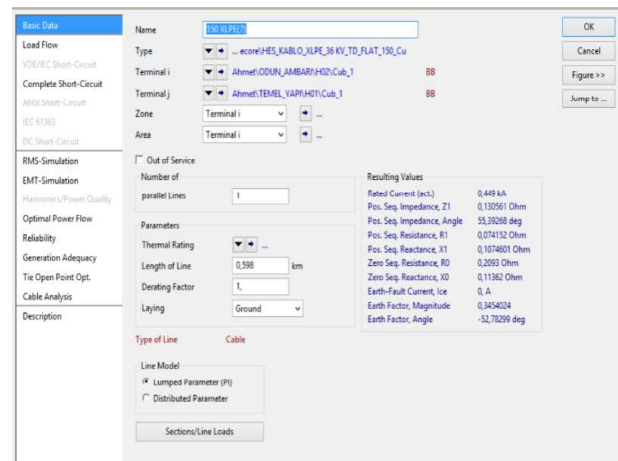 Basic Data
Load Flow
VDE/IEC Short-Circuit
Complete Short-Circuit
ANSI Short-Circuit
IEC 61363
DC Short-Circuit
RMS-Simulation
EMT-Simulation
Harmonics/Power Quality
Optimal Power Flow
Reliability
Generation Adequacy
Tie Open Point Opt.
Cable Analysis
Description
Name 150 XLPE(7)
Type ... ecore\HES_KABLO_XLPE_36 KV_TD_FLAT_150_Cu
Terminal i Ahmet\ODUN_AMBARI\H02\Cub_1 BB
Terminal j Ahmet\TEMEL_YAPI\H01\Cub_1 BB
Zone Terminal i ...
Area Terminal i ...
Out of Service
Number of
parallel Lines 1
Parameters
Thermal Rating ...
Length of Line 0,598 km
Derating Factor 1,
Laying Ground
Type of Line Cable
Line Model
Lumped Parameter (PI)
Distributed Parameter
Sections/Line Loads
Resulting Values
Rated Current (act.) 0,449 kA
Pos. Seq. Impedance, Z1 0,130561 Ohm
Pos. Seq. Impedance, Angle 55,39268 deg
Pos. Seq. Resistance, R1 0,074152 Ohm
Pos. Seq. Reactance, X1 0,1074601 Ohm
Zero Seq. Resistance, R0 0,2093 Ohm
Zero Seq. Reactance, X0 0,11362 Ohm
Earth-Fault Current, Ice 0, A
Earth Factor, Magnitude 0,3454024
Earth Factor, Angle -52,78299 deg
OK
Cancel
Figure >>
Jump to ...